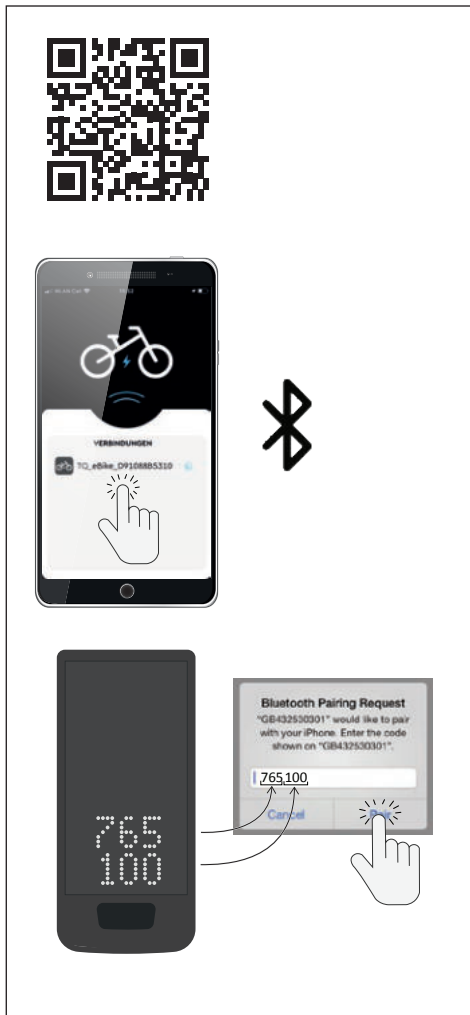 VERBINDUNGEN
TQ_eBike_D91088B5310
765
100
Bluetooth Pairing Request
"GB432530301" would like to pair
with your iPhone. Enter the code
shown on "GB432530301".
765100
Cancel
Pair